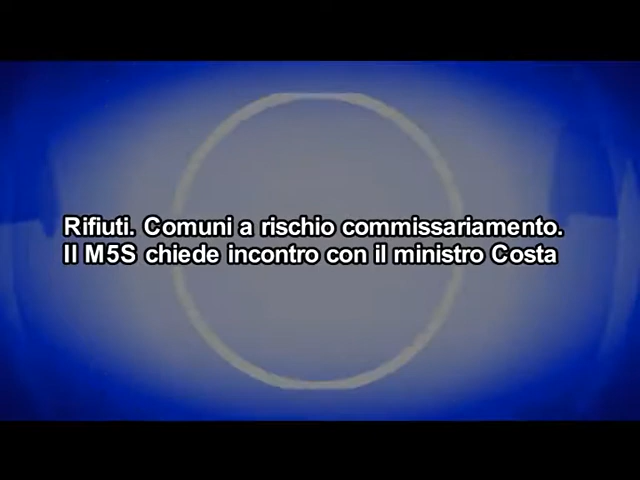 Rifiuti. Comuni a rischio commissariamento.
Il M5S chiede incontro con il ministro Costa